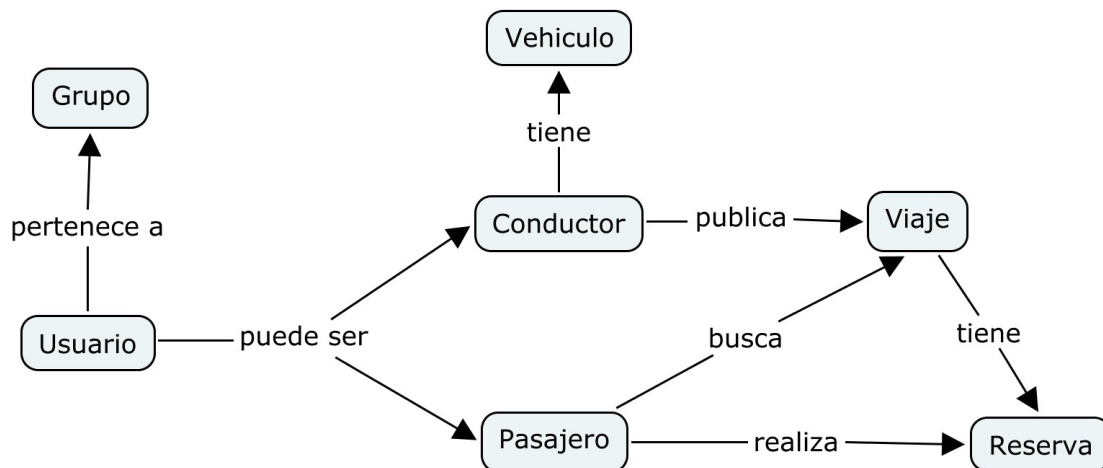 Vehiculo
Grupo
tiene
pertenece a
Conductor
publica
Viaje
Usuario
puede ser
busca
tiene
Pasajero
realiza
Reserva